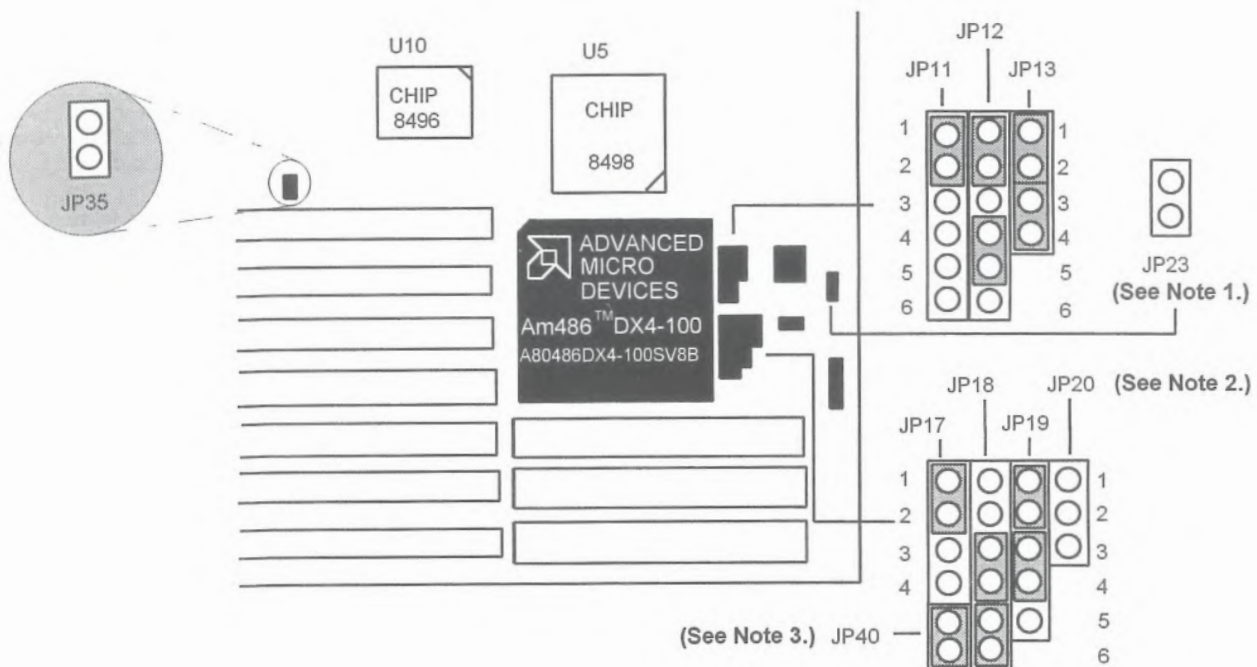 JP12
U10
U5
JP11
JP13
CHIP
8496
CHIP
8498
JP35
1
2
3
4
5
6
1
2
3
4
5
6
JP23
(See Note 1.)
ADVANCED
MICRO
DEVICES
Am486™DX4-100
A80486DX4-100SV8B
JP18
JP20
(See Note 2.)
JP17
JP19
1
2
3
4
1
2
3
4
5
6
(See Note 3.) JP40